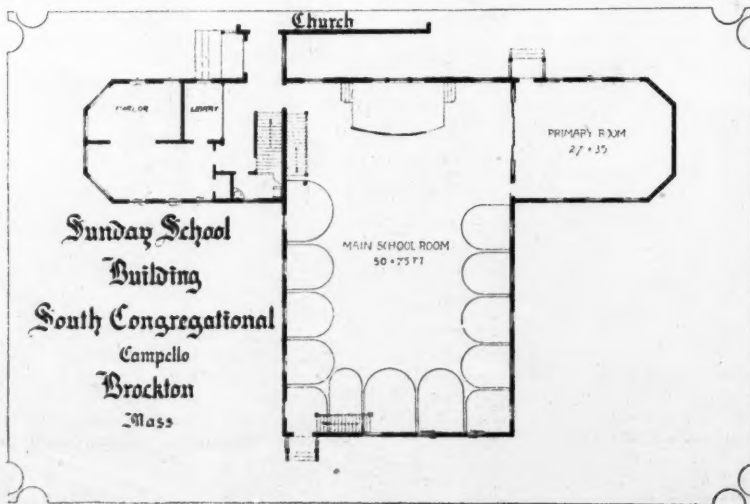 Church
PARLOR
LIBRARY
PRIMARY ROOM
27 × 35
MAIN SCHOOL ROOM
50 × 75 FT
Sunday School
Building
South Congregational
Campello
Brockton
Mass